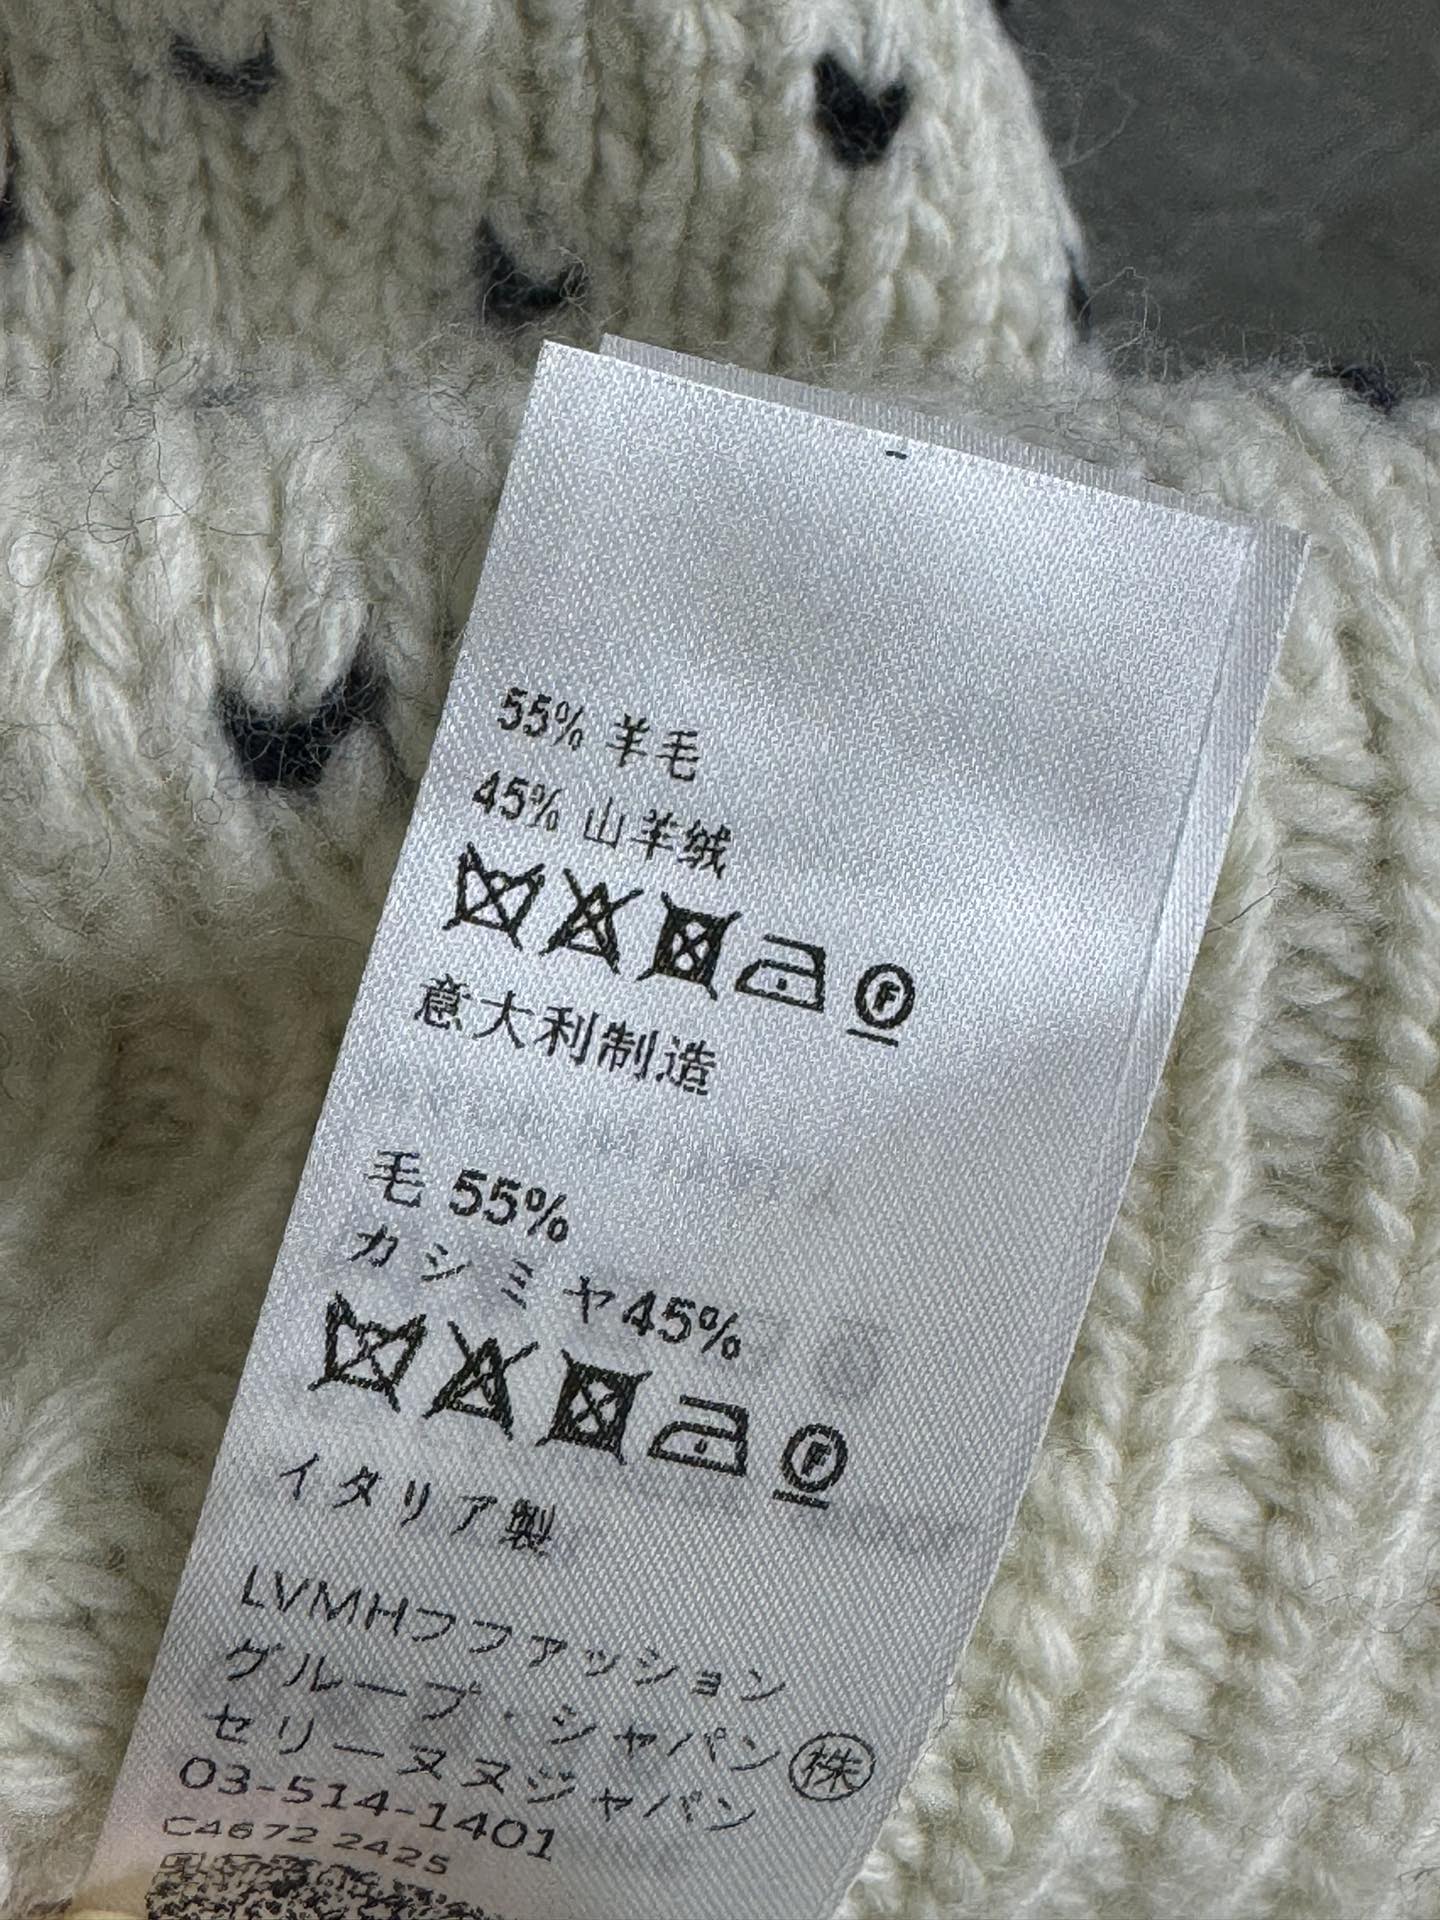 55% 羊毛
45% 山羊绒
F
意大利制造
毛 55%
カシミヤ45%
F
イタリア製
LVMHフファッション
グループ・ジャパン㊑
セリーヌヌジャパン
03-514-1401
C4672 2425